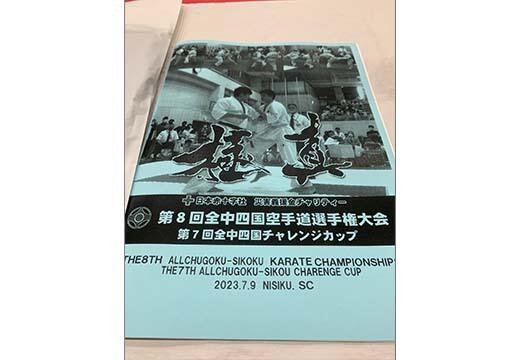 極真
日本赤十字社 災害義援金チャリティー
第8回全中四国空手道選手権大会
第7回全中四国チャレンジカップ
THE8TH ALLCHUGOKU-SIKOKU KARATE CHAMPIONSHIPS
THE7TH ALLCHUGOKU-SIKOU CHARENGE CUP
2023.7.9 NISIKU. SC